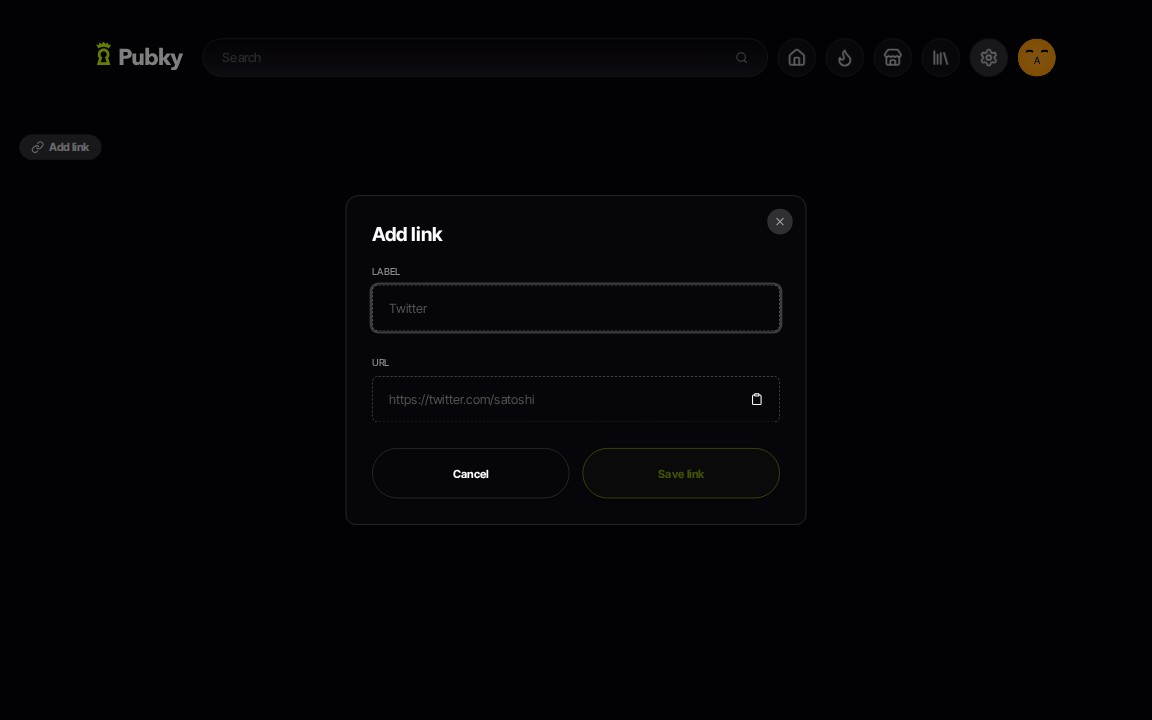 Pubky
Search
A
Add link
Add link
LABEL
Twitter
URL
https://twitter.com/satoshi
Cancel
Save link